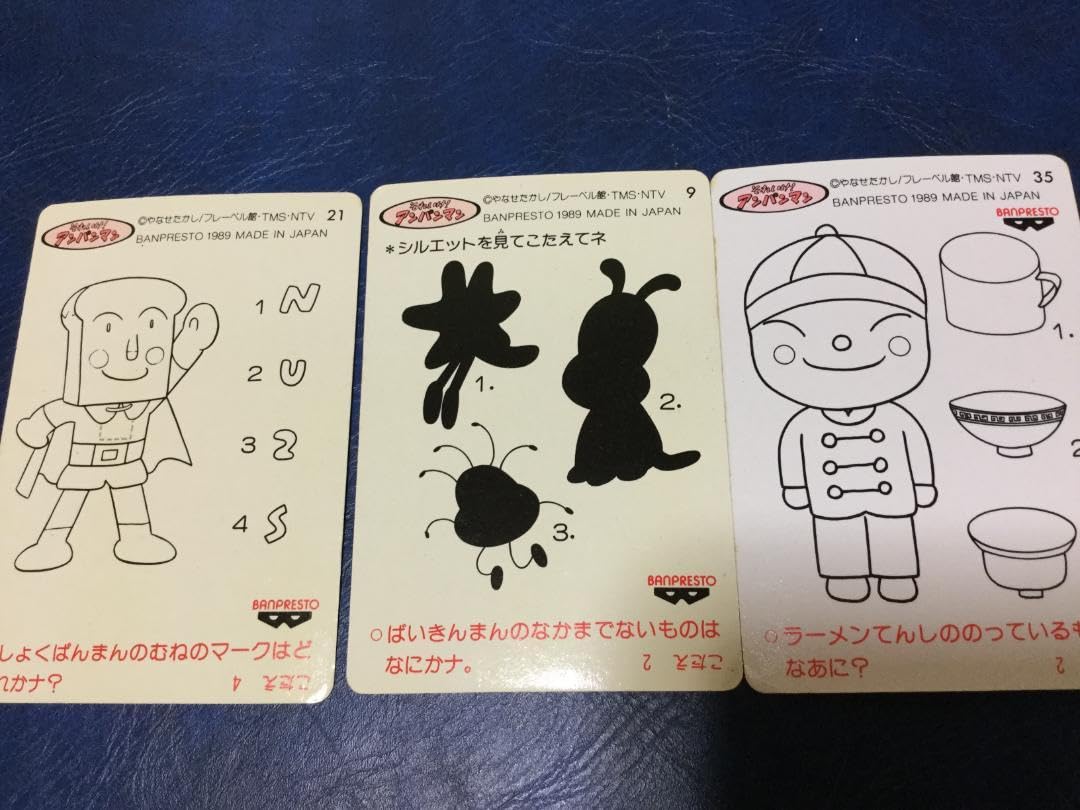 それいけ!
アンパンマン
©やなせたかし/フレーベル館・TMS・NTV 21
BANPRESTO 1989 MADE IN JAPAN
1 N
2 U
3 2
4 S
BANPRESTO
しょくぱんまんのむねのマークはど
れかナ?
こたえ 4
それいけ!
アンパンマン
©やなせたかし/フレーベル館・TMS・NTV 9
BANPRESTO 1989 MADE IN JAPAN
*シルエットを見てこたえてネ
み
1.
2.
3.
BANPRESTO
○ばいきんまんのなかまでないものは
なにかナ。
こたえ 2
それいけ!
アンパンマン
©やなせたかし/フレーベル館・TMS・NTV 35
BANPRESTO 1989 MADE IN JAPAN
BANPRESTO
1.
2
○ラーメンてんしののっているも
なあに?
2